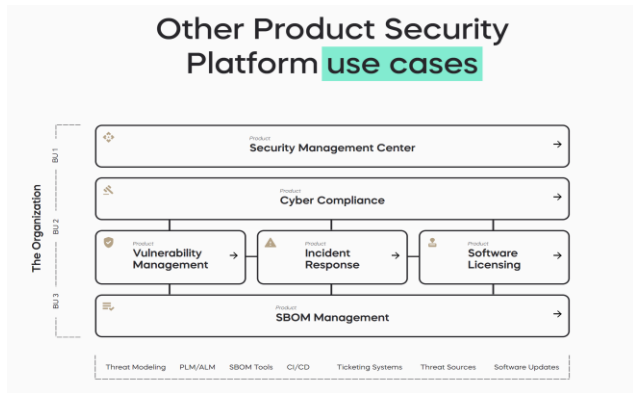 Other Product Security
Platform use cases
The Organization
BU 1
BU 2
BU 3
Product
Security Management Center
Product
Cyber Compliance
Product
Vulnerability
Management
Product
Incident
Response
Product
Software
Licensing
Product
SBOM Management
Threat Modeling PLM/ALM SBOM Tools CI/CD Ticketing Systems Threat Sources Software Updates